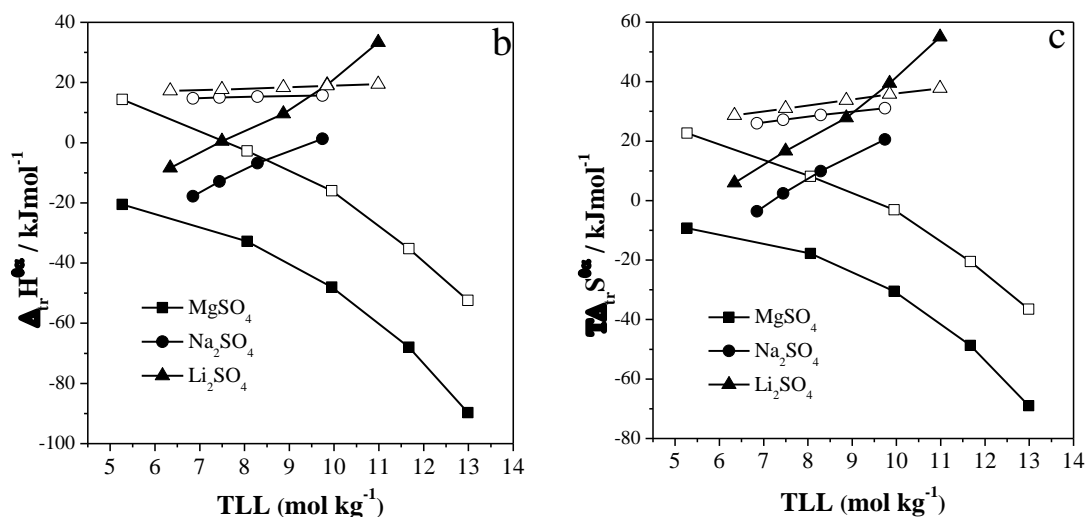 b
40
20
0
-20
-40
-60
-80
-100
Δ_tr H / kJmol⁻¹
MgSO₄
Na₂SO₄
Li₂SO₄
5 6 7 8 9 10 11 12 13 14
TLL (mol kg⁻¹)
c
60
40
20
0
-20
-40
-60
-80
Δ_tr S / kJmol⁻¹
MgSO₄
Na₂SO₄
Li₂SO₄
5 6 7 8 9 10 11 12 13 14
TLL (mol kg⁻¹)